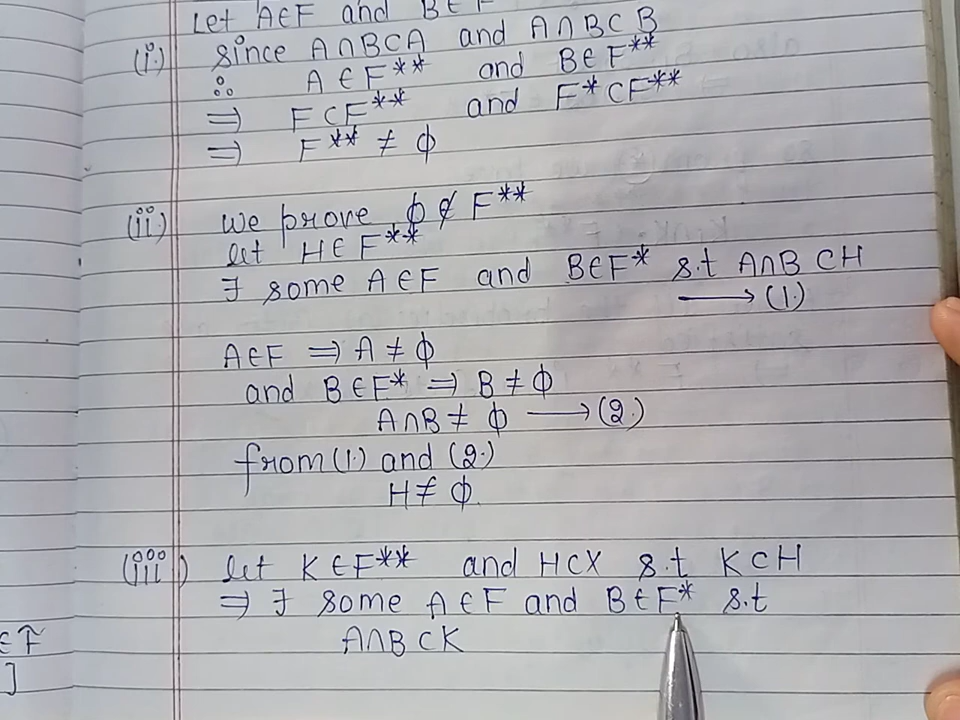 Let A∈F and B∈F
(i.) since A∩B⊂A and A∩B⊂B
∴ A∈F** and B∈F**
⇒ F⊂F** and F*⊂F**
⇒ F** ≠ ϕ
(ii) we prove ϕ∉F**
let H∈F**
∃ some A∈F and B∈F* s.t A∩B⊂H
⟶(1.)
A∈F ⇒ A ≠ ϕ
and B∈F* ⇒ B ≠ ϕ
A∩B ≠ ϕ ⟶(2.)
from (1.) and (2.)
H ≠ ϕ
(iii) let K∈F** and H⊂X s.t K⊂H
⇒ ∃ some A∈F and B∈F* s.t
A∩B⊂K
∈ F
]